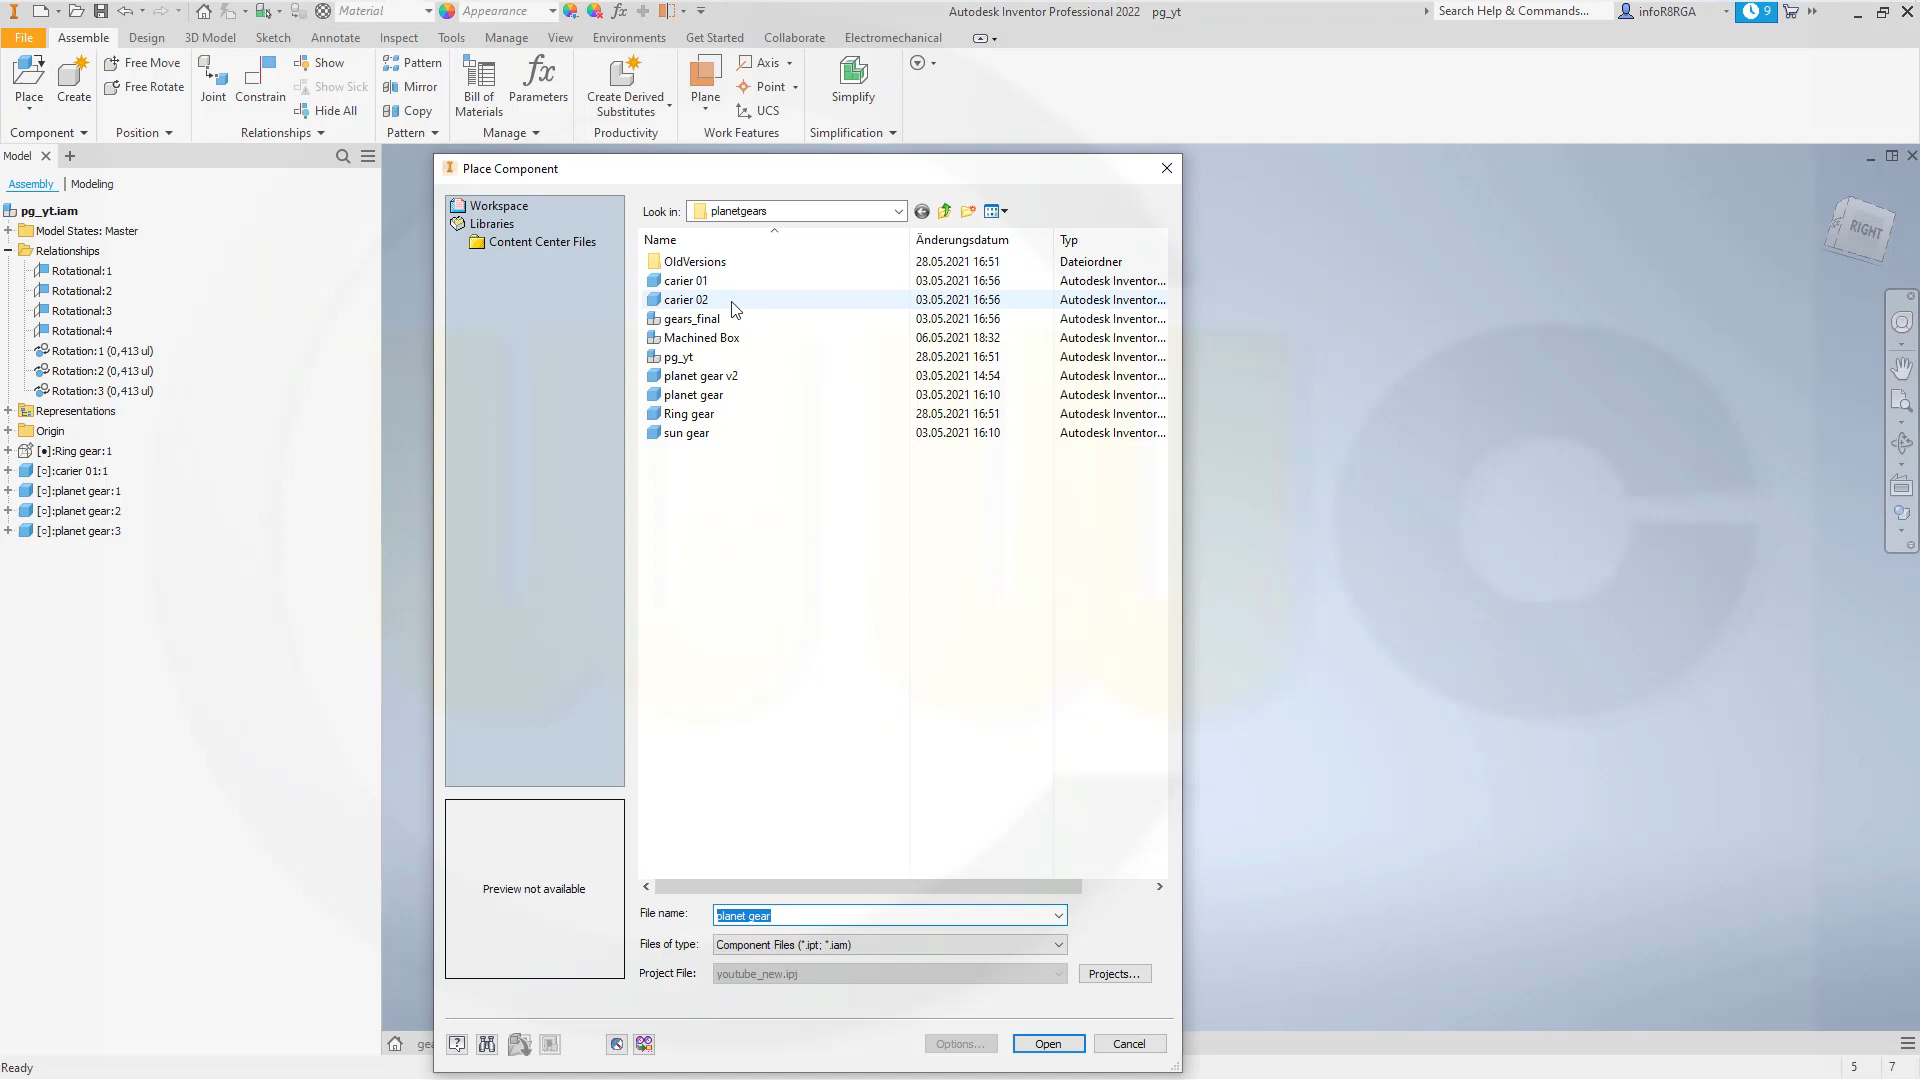 Material
Appearance
Autodesk Inventor Professional 2022 pg_yt
Search Help & Commands...
infoR8RGA
9
File
Assemble
Design
3D Model
Sketch
Annotate
Inspect
Tools
Manage
View
Environments
Get Started
Collaborate
Electromechanical
Place
Create
Free Move
Free Rotate
Joint
Constrain
Show
Show Sick
Hide All
Pattern
Mirror
Copy
Bill of
Materials
Parameters
Create Derived
Substitutes
Plane
Axis
Point
UCS
Simplify
Component
Position
Relationships
Pattern
Manage
Productivity
Work Features
Simplification
Model
Assembly
Modeling
pg_yt.iam
Model States: Master
Relationships
Rotational:1
Rotational:2
Rotational:3
Rotational:4
Rotation:1 (0,413 ul)
Rotation:2 (0,413 ul)
Rotation:3 (0,413 ul)
Representations
Origin
[●]:Ring gear:1
[○]:carier 01:1
[○]:planet gear:1
[○]:planet gear:2
[○]:planet gear:3
Place Component
Workspace
Libraries
Content Center Files
Look in: planetgears
Name Änderungsdatum Typ
OldVersions 28.05.2021 16:51 Dateiordner
carier 01 03.05.2021 16:56 Autodesk Inventor...
carier 02 03.05.2021 16:56 Autodesk Inventor...
gears_final 03.05.2021 16:56 Autodesk Inventor...
Machined Box 06.05.2021 18:32 Autodesk Inventor...
pg_yt 28.05.2021 16:51 Autodesk Inventor...
planet gear v2 03.05.2021 14:54 Autodesk Inventor...
planet gear 03.05.2021 16:10 Autodesk Inventor...
Ring gear 28.05.2021 16:51 Autodesk Inventor...
sun gear 03.05.2021 16:10 Autodesk Inventor...
Preview not available
File name: planet gear
Files of type: Component Files (*.ipt; *.iam)
Project File: youtube_new.ipj
Projects...
Options...
Open
Cancel
RIGHT
gea
Ready
5 7